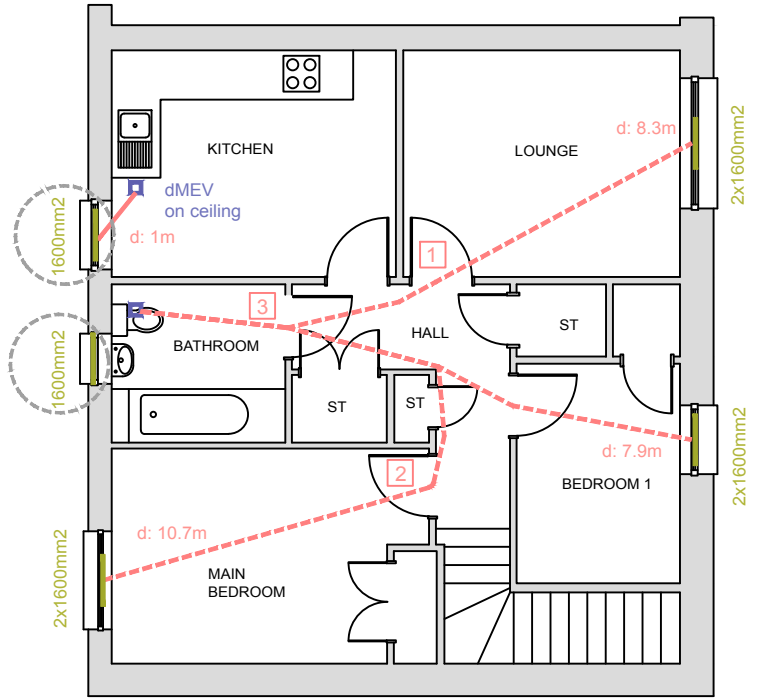 KITCHEN
LOUNGE
d: 8.3m
2x1600mm2
dMEV
on ceiling
1600mm2
d: 1m
1
3
BATHROOM
HALL
ST
1600mm2
ST
ST
2
d: 7.9m
2x1600mm2
BEDROOM 1
d: 10.7m
MAIN
BEDROOM
2x1600mm2